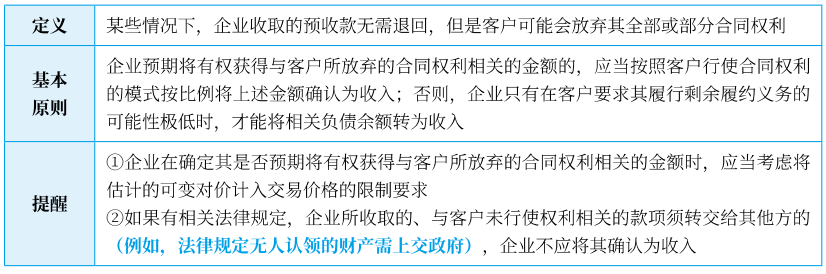 定义
某些情况下，企业收取的预收款无需退回，但是客户可能会放弃其全部或部分合同权利
基本
原则
企业预期将有权获得与客户所放弃的合同权利相关的金额的，应当按照客户行使合同权利
的模式按比例将上述金额确认为收入；否则，企业只有在客户要求其履行剩余履约义务的
可能性极低时，才能将相关负债余额转为收入
提醒
①企业在确定其是否预期将有权获得与客户所放弃的合同权利相关的金额时，应当考虑将
估计的可变对价计入交易价格的限制要求
②如果有相关法律规定，企业所收取的、与客户未行使权利相关的款项须转交给其他方的
（例如，法律规定无人认领的财产需上交政府），企业不应将其确认为收入